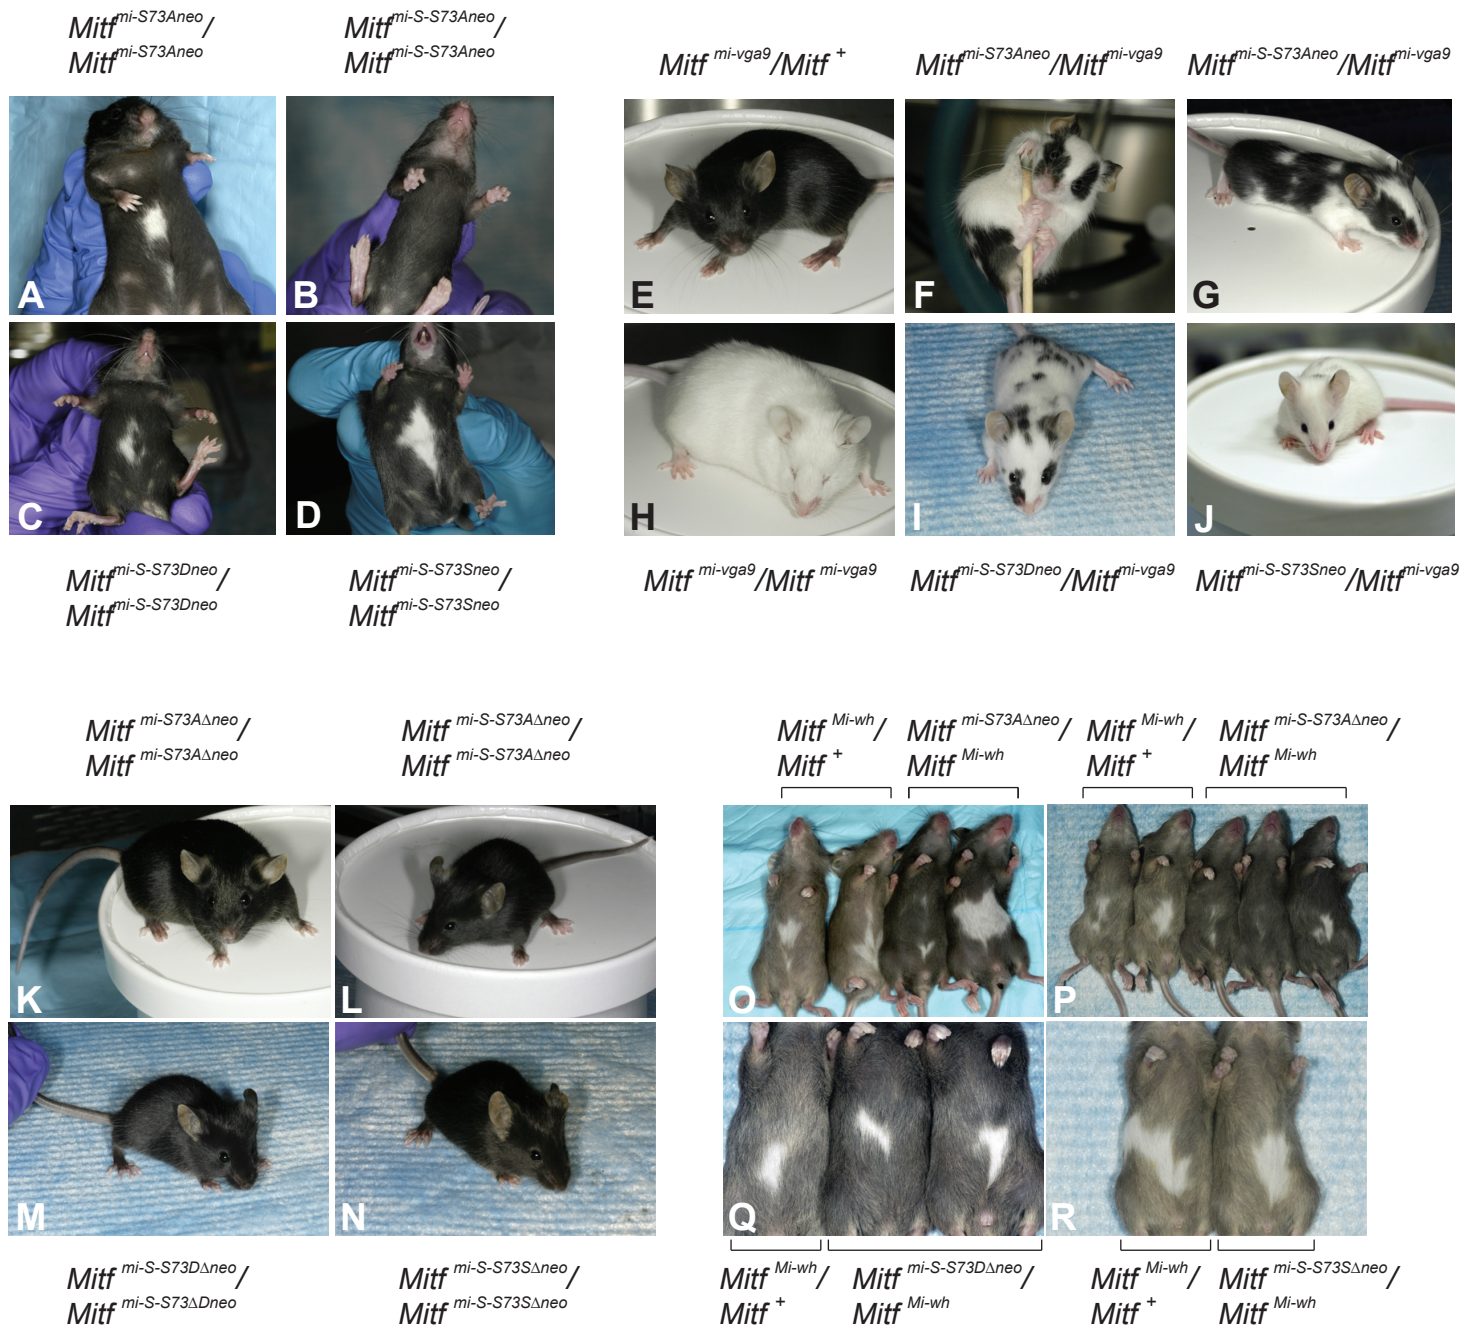 Mitf mi-S73Aneo/
Mitf mi-S73Aneo
Mitf mi-S-S73Aneo/
Mitf mi-S-S73Aneo
Mitf mi-vga9/Mitf +
Mitf mi-S73Aneo/Mitf mi-vga9
Mitf mi-S-S73Aneo/Mitf mi-vga9
A
B
E
F
G
C
D
H
I
J
Mitf mi-S-S73Dneo/
Mitf mi-S-S73Dneo
Mitf mi-S-S73Sneo/
Mitf mi-S-S73Sneo
Mitf mi-vga9/Mitf mi-vga9
Mitf mi-S-S73Dneo/Mitf mi-vga9
Mitf mi-S-S73Sneo/Mitf mi-vga9
Mitf mi-S73AΔneo/
Mitf mi-S73AΔneo
Mitf mi-S-S73AΔneo/
Mitf mi-S-S73AΔneo
Mitf Mi-wh/
Mitf +
Mitf mi-S73AΔneo/
Mitf Mi-wh
Mitf Mi-wh/
Mitf +
Mitf mi-S-S73AΔneo/
Mitf Mi-wh
K
L
O
P
M
N
Q
R
Mitf mi-S-S73DΔneo/
Mitf mi-S-S73ΔDneo
Mitf mi-S-S73SΔneo/
Mitf mi-S-S73SΔneo
Mitf Mi-wh/
Mitf +
Mitf mi-S-S73DΔneo/
Mitf Mi-wh
Mitf Mi-wh/
Mitf +
Mitf mi-S-S73SΔneo/
Mitf Mi-wh